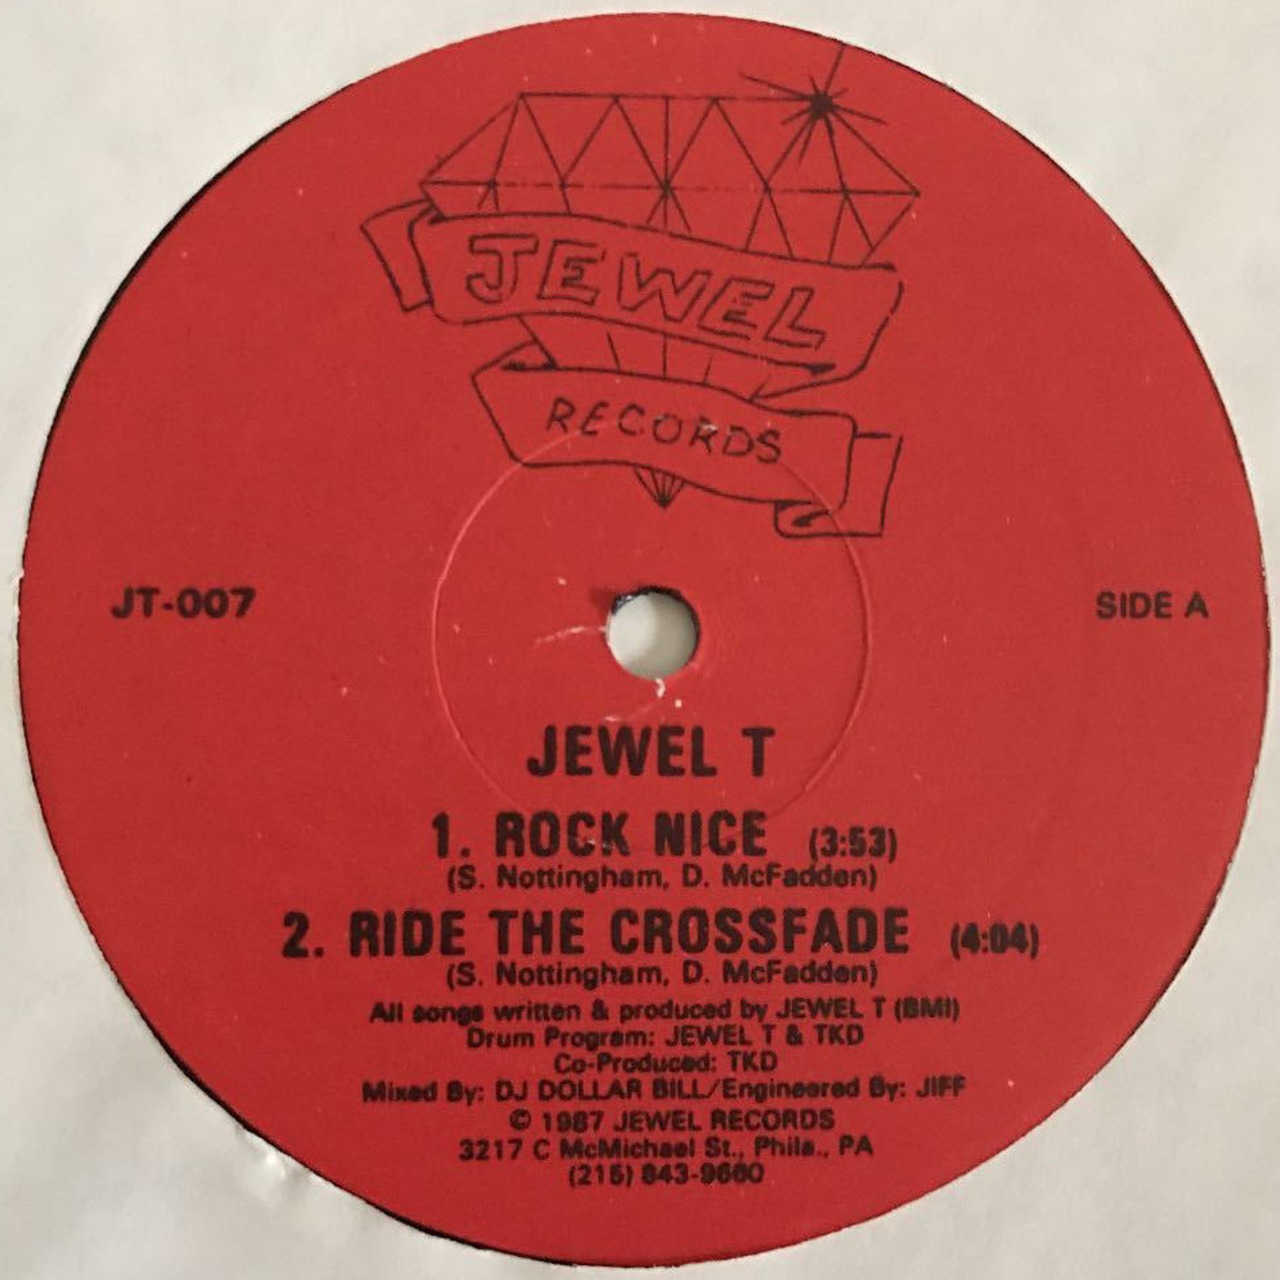 JEWEL
RECORDS
JT-007
SIDE A
JEWEL T
1. ROCK NICE (3:53)
(S. Nottingham, D. McFadden)
2. RIDE THE CROSSFADE (4:04)
(S. Nottingham, D. McFadden)
All songs written & produced by JEWEL T (BMI)
Drum Program: JEWEL T & TKD
Co-Produced: TKD
Mixed By: DJ DOLLAR BILL/Engineered By: JIFF
© 1987 JEWEL RECORDS
3217 C McMichael St., Phila., PA
(215) 843-9660